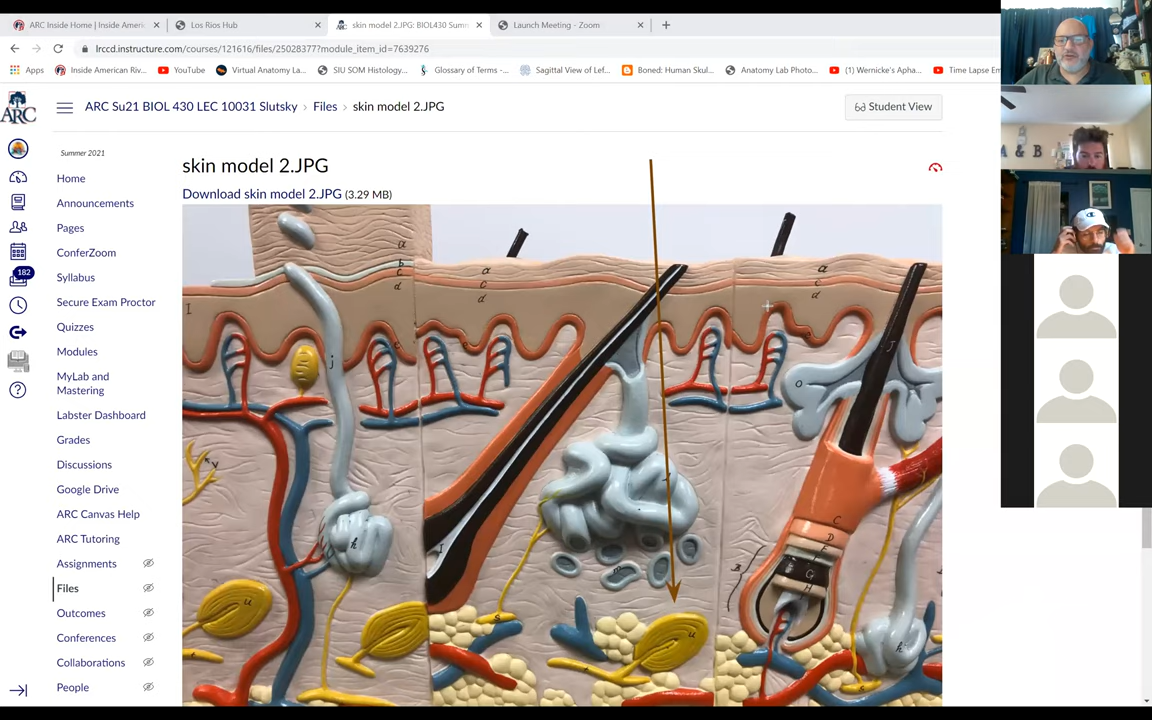 ARC Inside Home | Inside Ameri
Los Rios Hub
skin model 2.JPG: BIOL430 Summ
Launch Meeting - Zoom
lrccd.instructure.com/courses/121616/files/25028377?module_item_id=7639276
Apps
Inside American Riv...
YouTube
Virtual Anatomy La...
SIU SOM Histology...
Glossary of Terms -...
Sagittal View of Lef...
Boned: Human Skul...
Anatomy Lab Photo...
(1) Wernicke's Apha...
Time Lapse Em
ARC
ARC Su21 BIOL 430 LEC 10031 Slutsky
Files
skin model 2.JPG
Student View
Summer 2021
skin model 2.JPG
Download skin model 2.JPG (3.29 MB)
Home
Announcements
Pages
ConferZoom
182
Syllabus
Secure Exam Proctor
Quizzes
Modules
MyLab and
Mastering
Labster Dashboard
Grades
Discussions
Google Drive
ARC Canvas Help
ARC Tutoring
Assignments
Files
Outcomes
Conferences
Collaborations
People
a
b
c
d
a
c
d
a
c
d
I
j
J
o
h
I
C
D
E
F
G
H
B
h
u
u
s
s
A & B